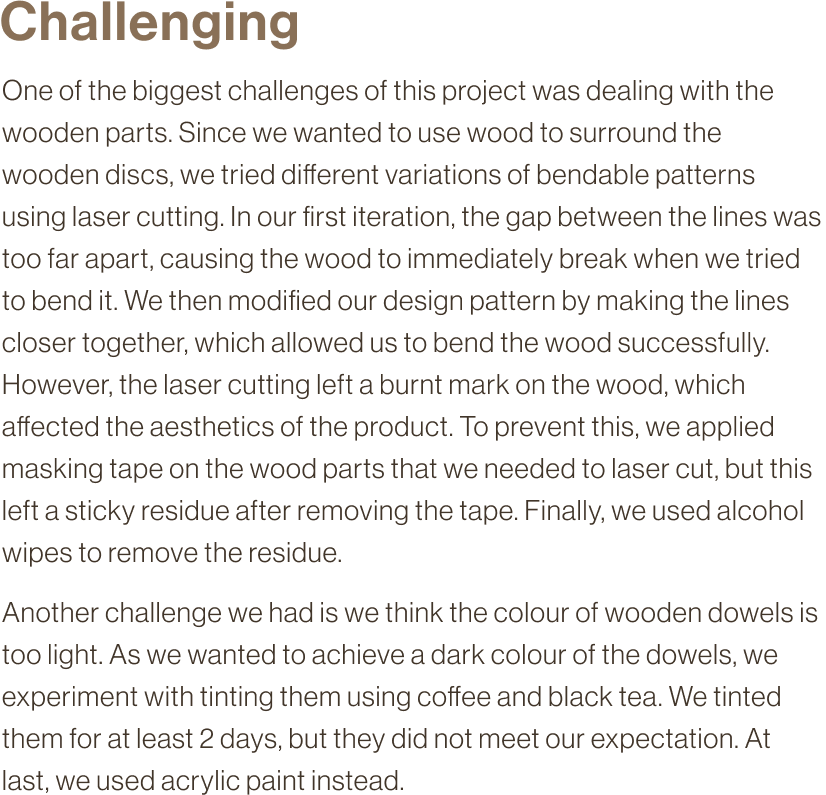 Challenging
One of the biggest challenges of this project was dealing with the
wooden parts. Since we wanted to use wood to surround the
wooden discs, we tried different variations of bendable patterns
using laser cutting. In our first iteration, the gap between the lines was
too far apart, causing the wood to immediately break when we tried
to bend it. We then modified our design pattern by making the lines
closer together, which allowed us to bend the wood successfully.
However, the laser cutting left a burnt mark on the wood, which
affected the aesthetics of the product. To prevent this, we applied
masking tape on the wood parts that we needed to laser cut, but this
left a sticky residue after removing the tape. Finally, we used alcohol
wipes to remove the residue.
Another challenge we had is we think the colour of wooden dowels is
too light. As we wanted to achieve a dark colour of the dowels, we
experiment with tinting them using coffee and black tea. We tinted
them for at least 2 days, but they did not meet our expectation. At
last, we used acrylic paint instead.